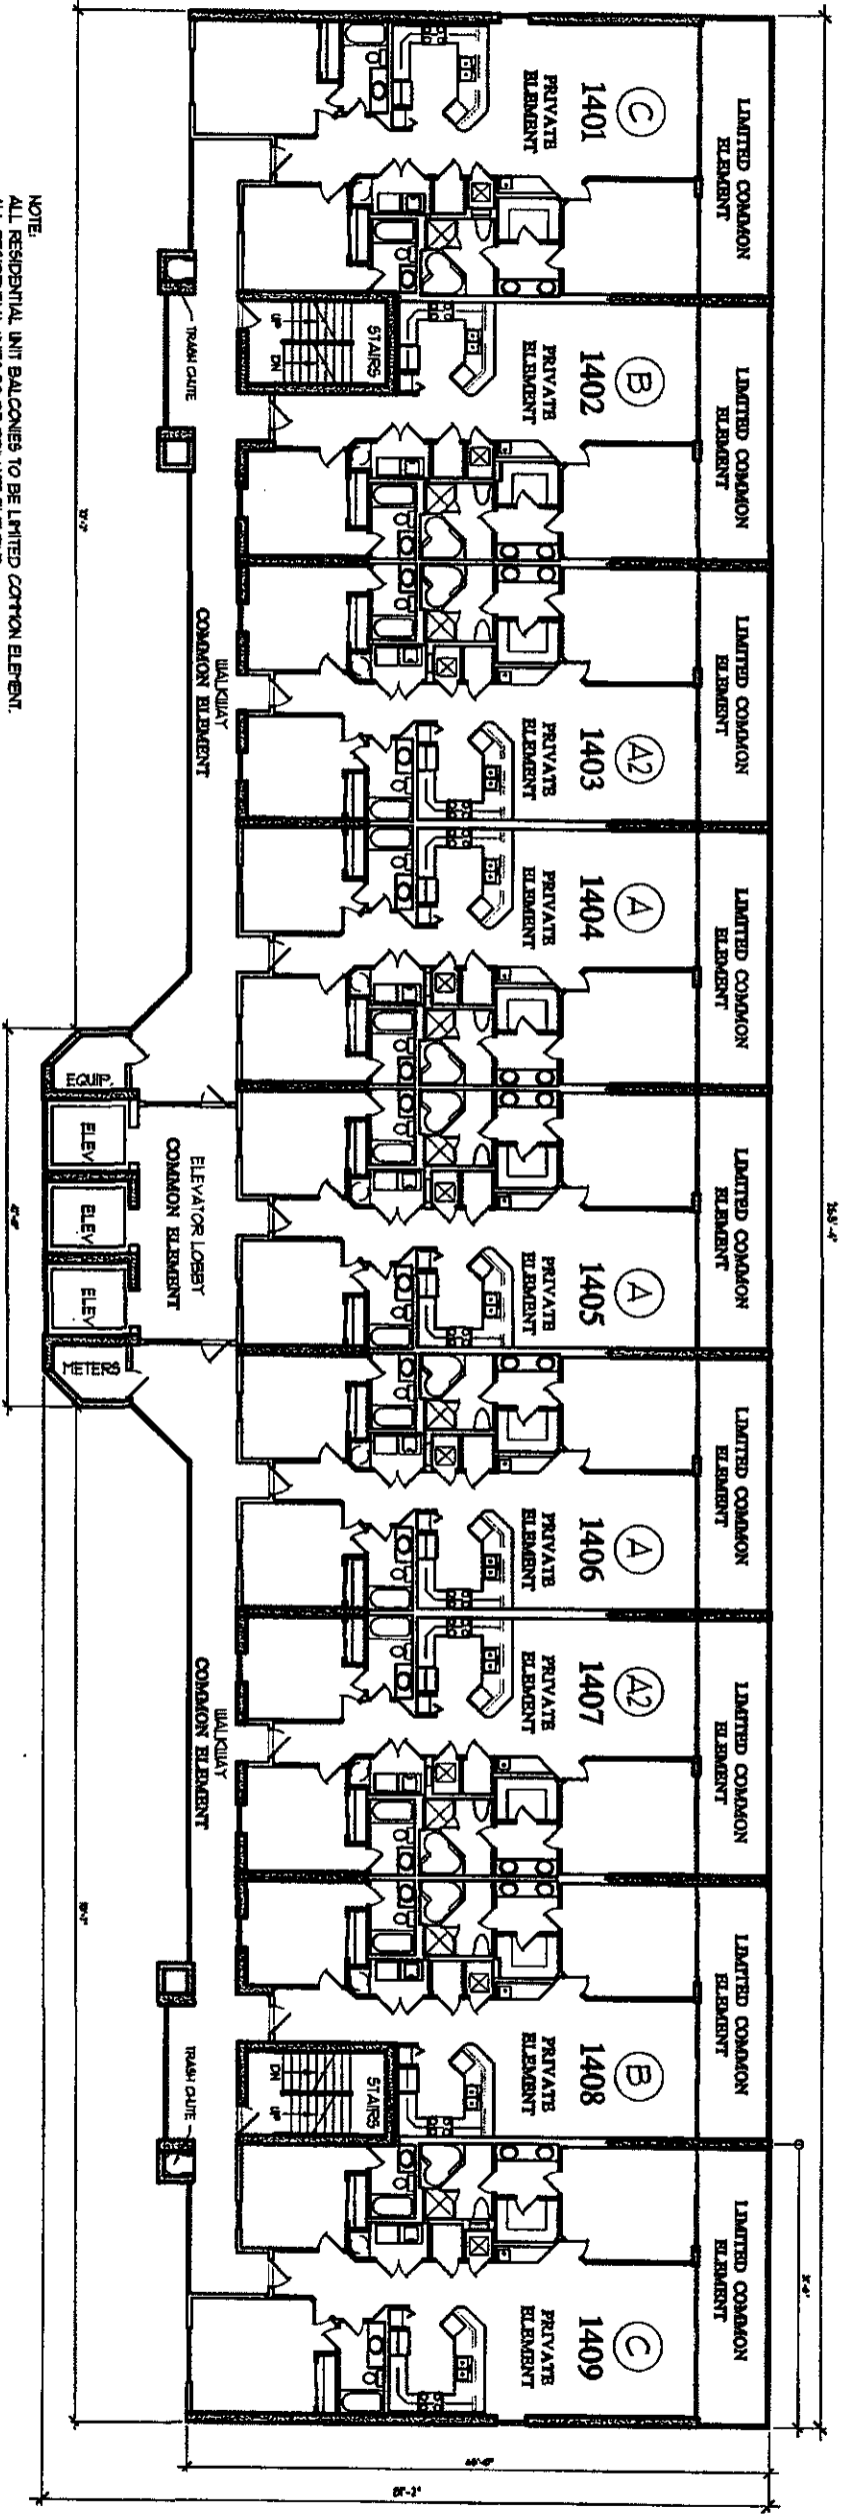 LIMITED COMMON
ELEMENT
LIMITED COMMON
ELEMENT
LIMITED COMMON
ELEMENT
LIMITED COMMON
ELEMENT
LIMITED COMMON
ELEMENT
LIMITED COMMON
ELEMENT
LIMITED COMMON
ELEMENT
LIMITED COMMON
ELEMENT
LIMITED COMMON
ELEMENT
C
1401
PRIVATE
ELEMENT
B
1402
PRIVATE
ELEMENT
A2
1403
PRIVATE
ELEMENT
A
1404
PRIVATE
ELEMENT
A
1405
PRIVATE
ELEMENT
A
1406
PRIVATE
ELEMENT
A2
1407
PRIVATE
ELEMENT
B
1408
PRIVATE
ELEMENT
C
1409
PRIVATE
ELEMENT
STAIRS
UP
DN
STAIRS
DN
UP
TRASH CHUTE
WALKWAY
COMMON ELEMENT
ELEVATOR LOBBY
COMMON ELEMENT
WALKWAY
COMMON ELEMENT
TRASH CHUTE
EQUIP.
ELEV
ELEV
ELEV
METERS
NOTE:
ALL RESIDENTIAL UNIT BALCONIES TO BE LIMITED COMMON ELEMENT.